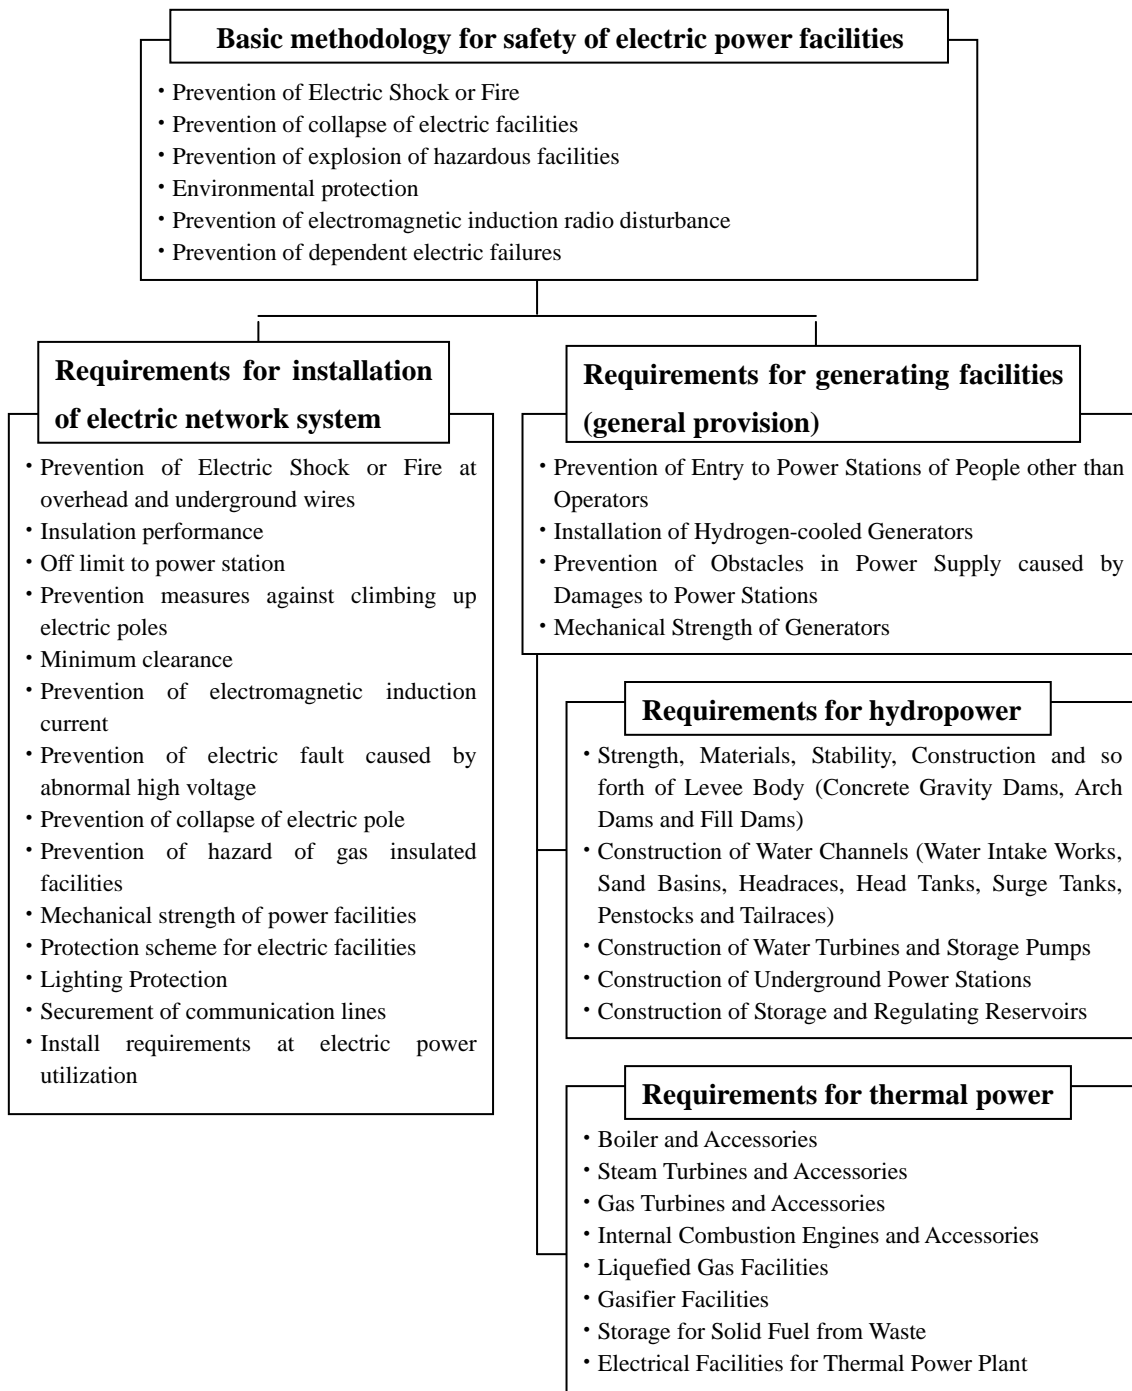 Basic methodology for safety of electric power facilities
・Prevention of Electric Shock or Fire
・Prevention of collapse of electric facilities
・Prevention of explosion of hazardous facilities
・Environmental protection
・Prevention of electromagnetic induction radio disturbance
・Prevention of dependent electric failures
Requirements for installation
of electric network system
・Prevention of Electric Shock or Fire at
overhead and underground wires
・Insulation performance
・Off limit to power station
・Prevention measures against climbing up
electric poles
・Minimum clearance
・Prevention of electromagnetic induction
current
・Prevention of electric fault caused by
abnormal high voltage
・Prevention of collapse of electric pole
・Prevention of hazard of gas insulated
facilities
・Mechanical strength of power facilities
・Protection scheme for electric facilities
・Lighting Protection
・Securement of communication lines
・Install requirements at electric power
utilization
Requirements for generating facilities
(general provision)
・Prevention of Entry to Power Stations of People other than
Operators
・Installation of Hydrogen-cooled Generators
・Prevention of Obstacles in Power Supply caused by
Damages to Power Stations
・Mechanical Strength of Generators
Requirements for hydropower
・Strength, Materials, Stability, Construction and so
forth of Levee Body (Concrete Gravity Dams, Arch
Dams and Fill Dams)
・Construction of Water Channels (Water Intake Works,
Sand Basins, Headraces, Head Tanks, Surge Tanks,
Penstocks and Tailraces)
・Construction of Water Turbines and Storage Pumps
・Construction of Underground Power Stations
・Construction of Storage and Regulating Reservoirs
Requirements for thermal power
・Boiler and Accessories
・Steam Turbines and Accessories
・Gas Turbines and Accessories
・Internal Combustion Engines and Accessories
・Liquefied Gas Facilities
・Gasifier Facilities
・Storage for Solid Fuel from Waste
・Electrical Facilities for Thermal Power Plant